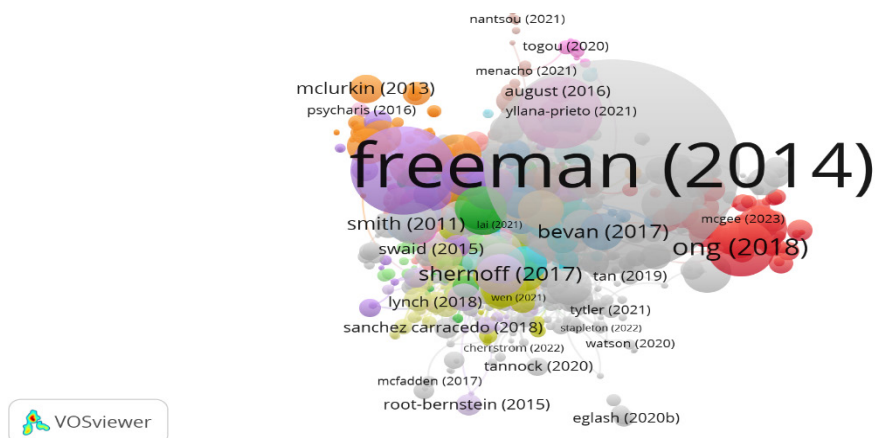 nantsou (2021)
togou (2020)
menacho (2021)
mclurkin (2013)
august (2016)
psycharis (2016)
yllana-prieto (2021)
freeman (2014)
mcgee (2023)
smith (2011)
lai (2021)
bevan (2017)
ong (2018)
swaid (2015)
shernoff (2017)
tan (2019)
wen (2021)
lynch (2018)
tytler (2021)
sanchez carracedo (2018)
stapleton (2022)
watson (2020)
cherrstrom (2022)
tannock (2020)
mcfadden (2017)
root-bernstein (2015)
eglash (2020b)
VOSviewer